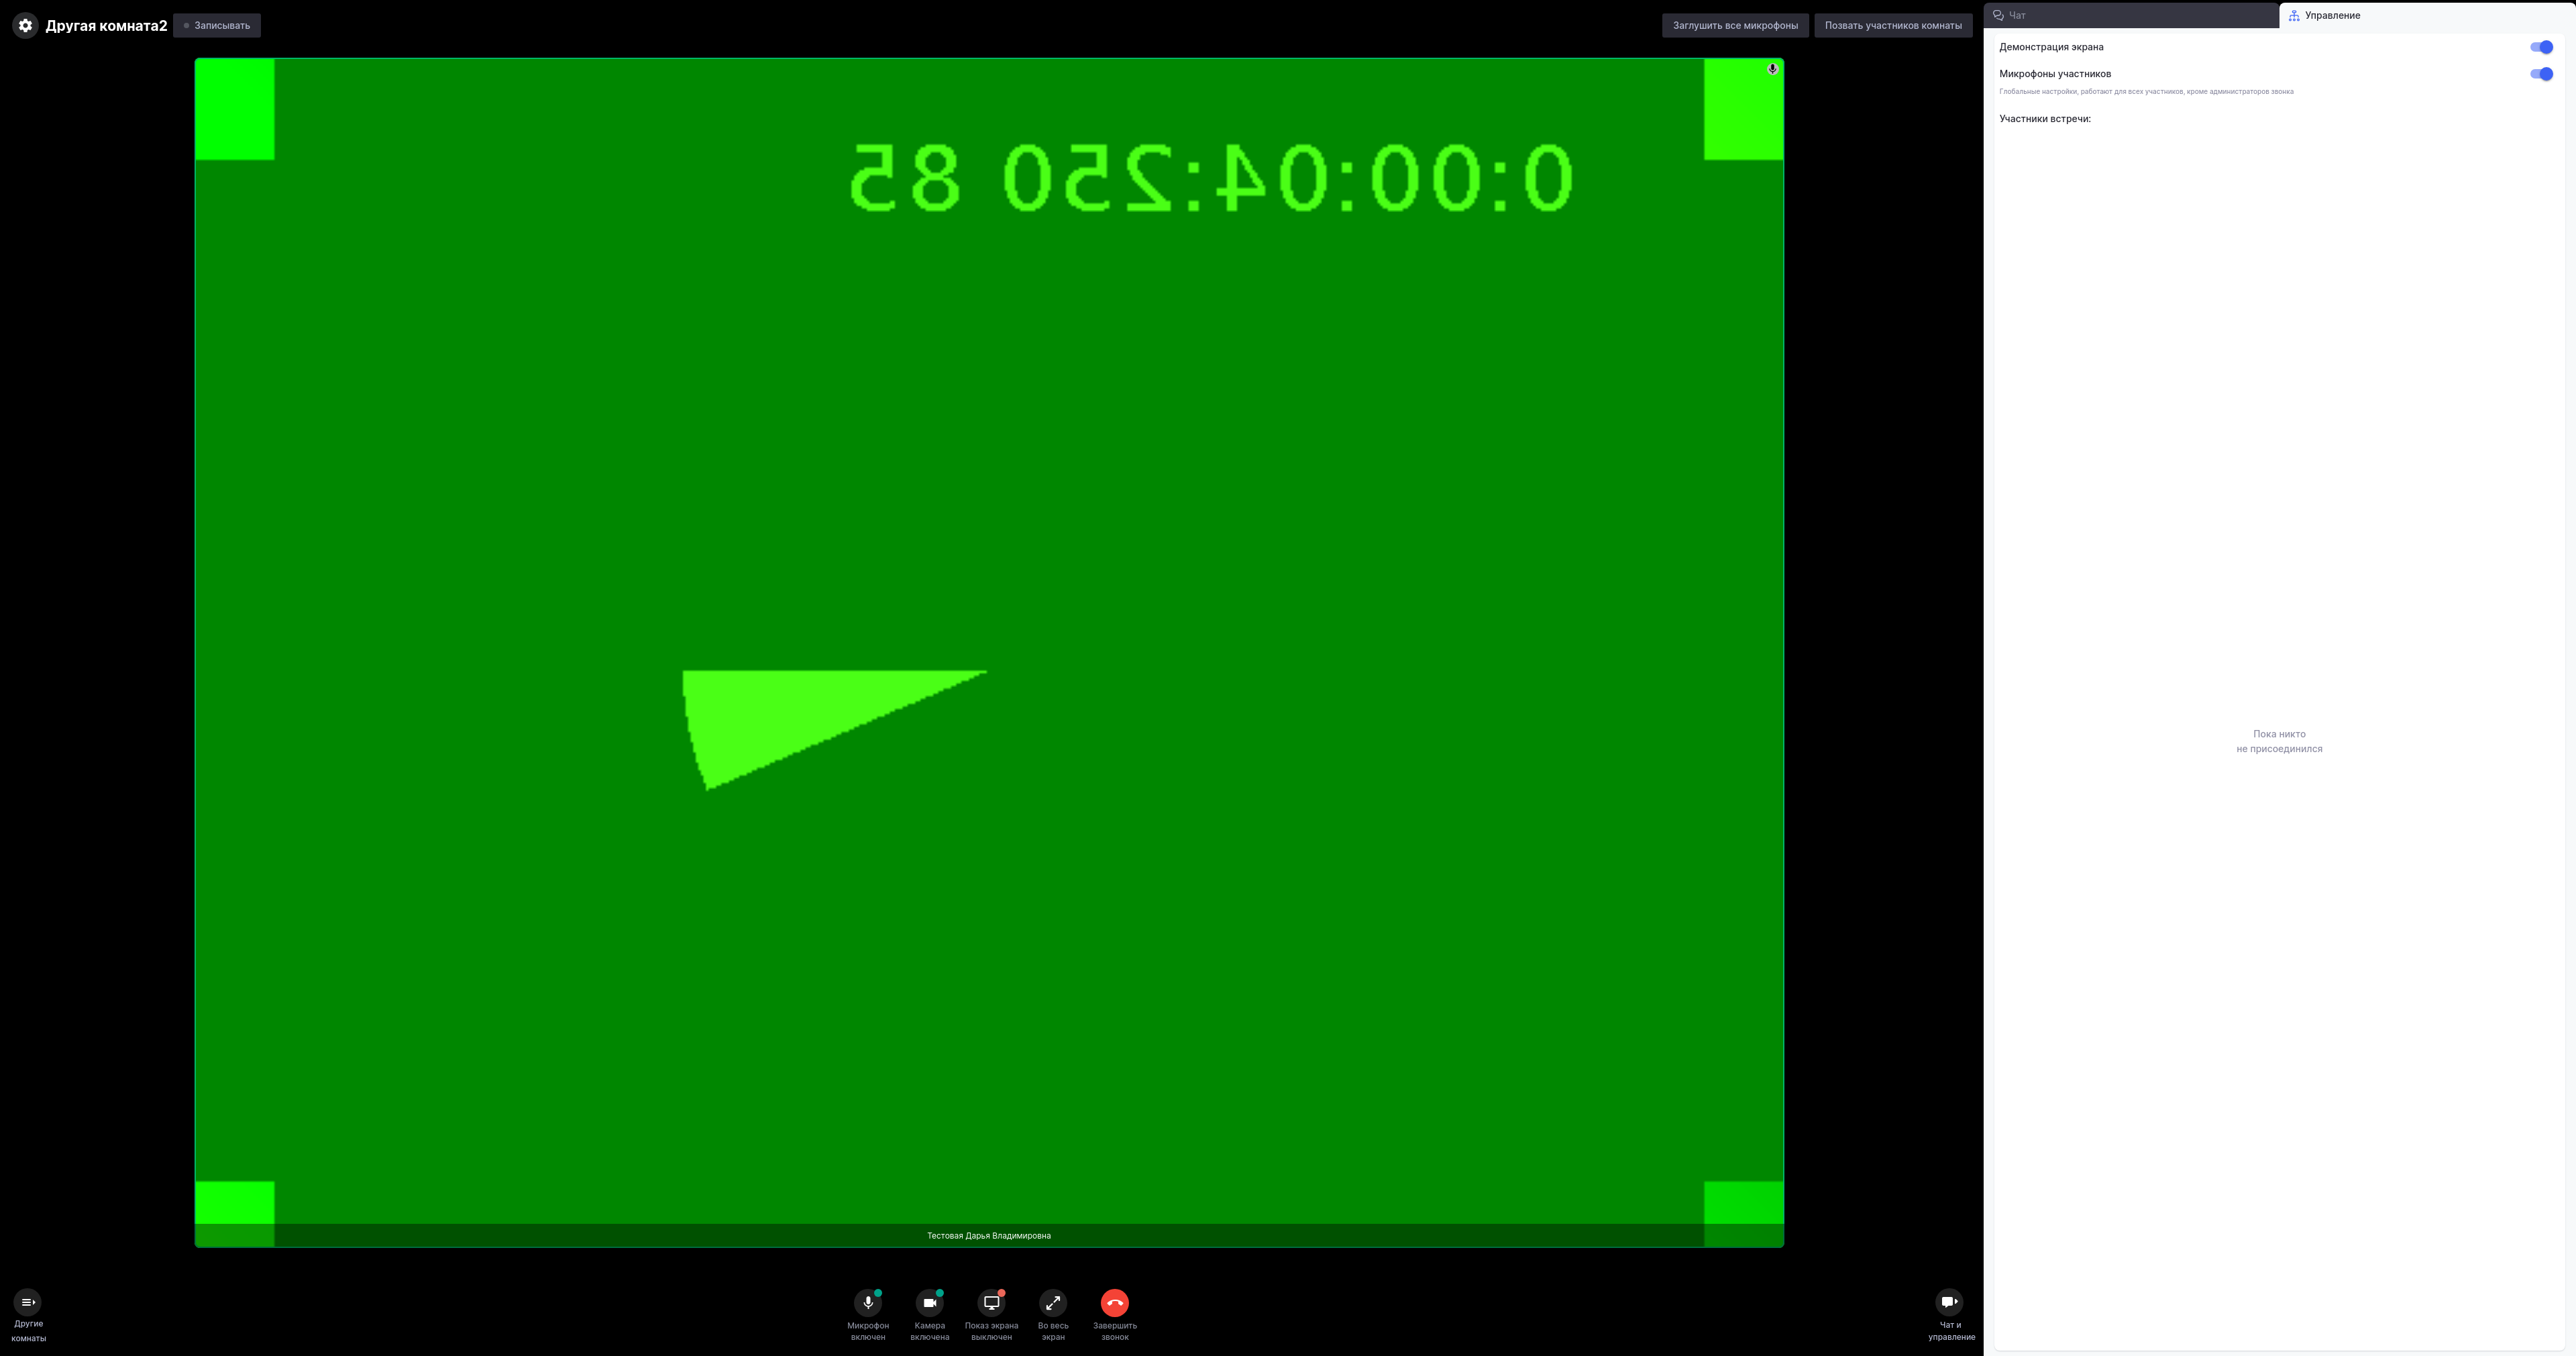 Другая комната2
Записывать
Заглушить все микрофоны
Позвать участников комнаты
Чат
Управление
Демонстрация экрана
Микрофоны участников
Глобальные настройки, работают для всех участников, кроме администраторов звонка
Участники встречи:
0:00:04:250 85
Пока никто
не присоединился
Тестовая Дарья Владимировна
Другие
комнаты
Микрофон
включен
Камера
включена
Показ экрана
выключен
Во весь
экран
Завершить
звонок
Чат и
управление